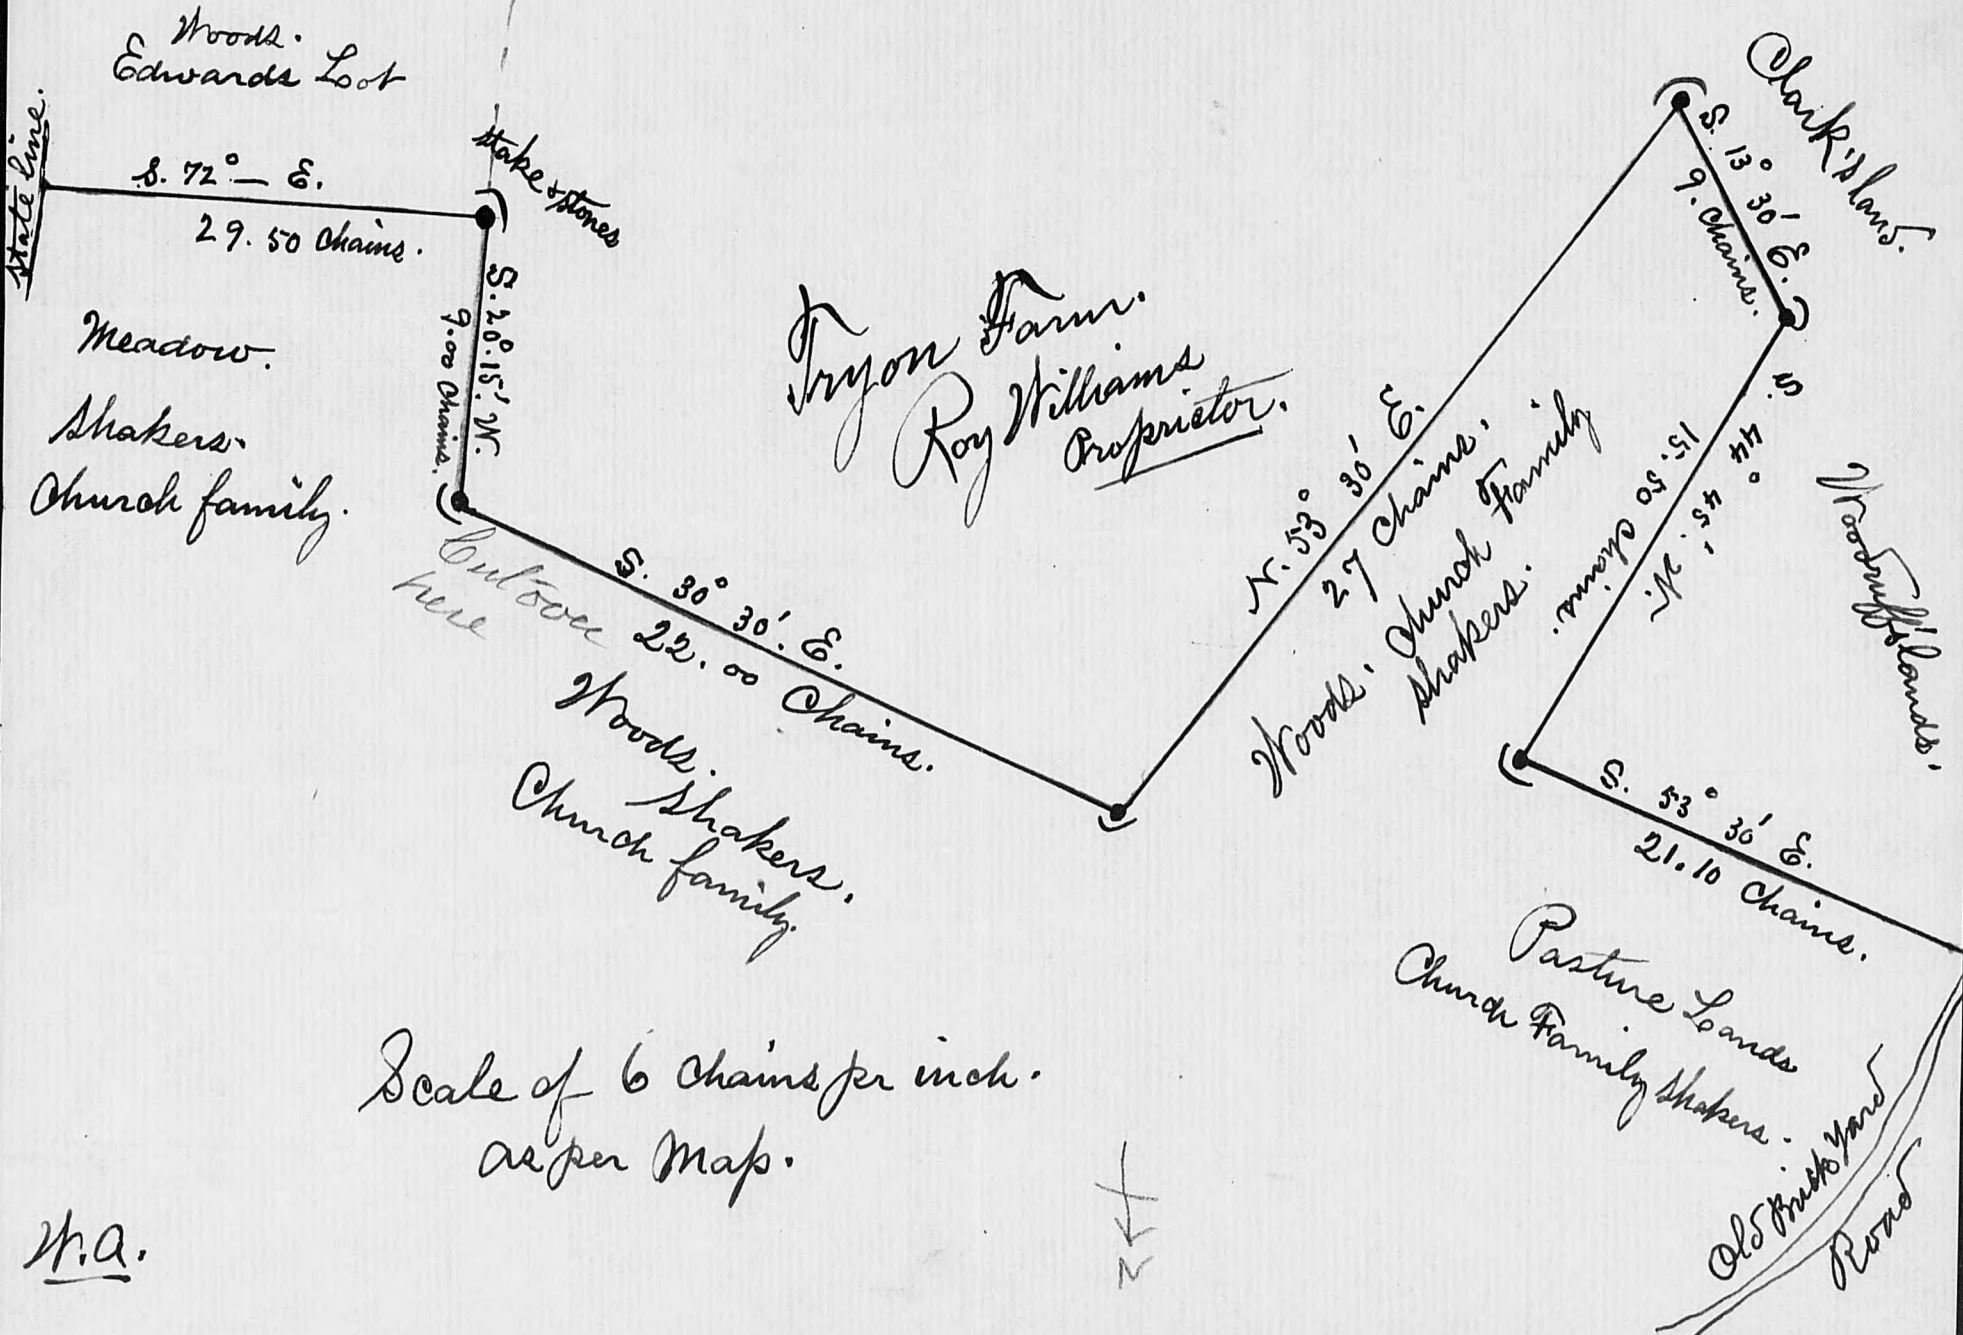 Woods.
Edwards Lot
State line.
S. 72° — E.
29.50 Chains.
Stake & stones
S. 20°. 15'. W.
9.00 Chains.
Meadow.
Shakers.
Church family.
Tryon Farm.
Roy Williams
Proprietor.
here
S. 30° 30'. E.
22.00 Chains.
Woods.
Shakers.
Church family.
N. 53° 30' E.
27 Chains.
Woods. Church Family
Shakers.
Clark's land.
S. 13° 30' E.
9. Chains.
S. 44° 45.' W.
15.50 Chains.
Woodruff's lands.
S. 53° 30' E.
21.10 Chains.
Pasture Lands
Church Family Shakers.
Old Brick Yard
Road
Scale of 6 Chains pr inch.
as per Map.
N
W.A.